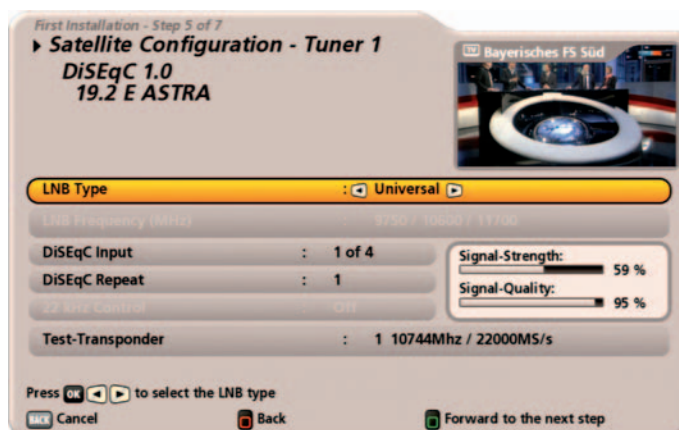 First Installation - Step 5 of 7
Satellite Configuration - Tuner 1
DiSEqC 1.0
19.2 E ASTRA
TV Bayerisches FS Süd
LNB Type : Universal
LNB Frequency (MHz) : 9750 / 10600 / 11700
DiSEqC Input : 1 of 4
DiSEqC Repeat : 1
22 kHz Control : Off
Signal-Strength:
59 %
Signal-Quality:
95 %
Test-Transponder : 1 10744Mhz / 22000MS/s
Press OK to select the LNB type
BACK Cancel
Back
Forward to the next step